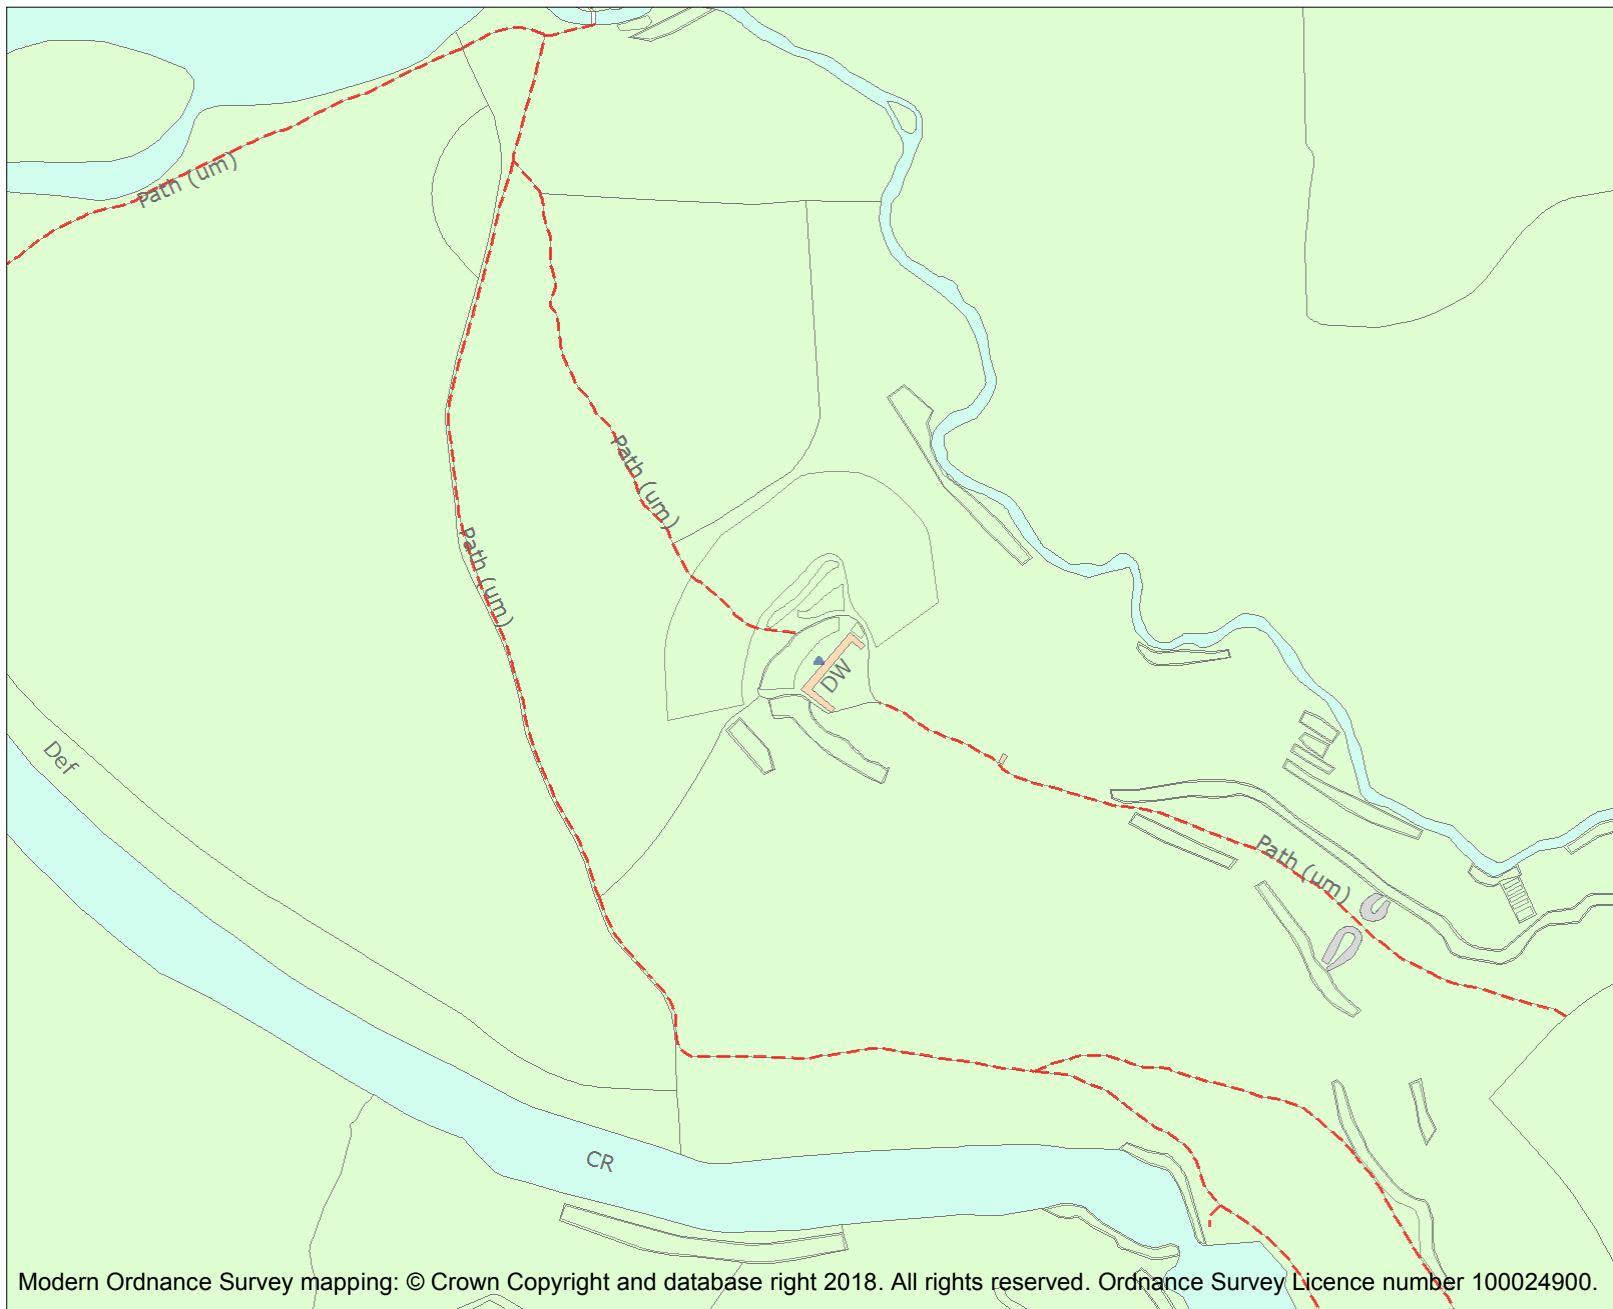 Path (um)
Path (um)
Path (um)
DW
Def
Path (um)
CR
Modern Ordnance Survey mapping: © Crown Copyright and database right 2018. All rights reserved. Ordnance Survey Licence number 100024900.